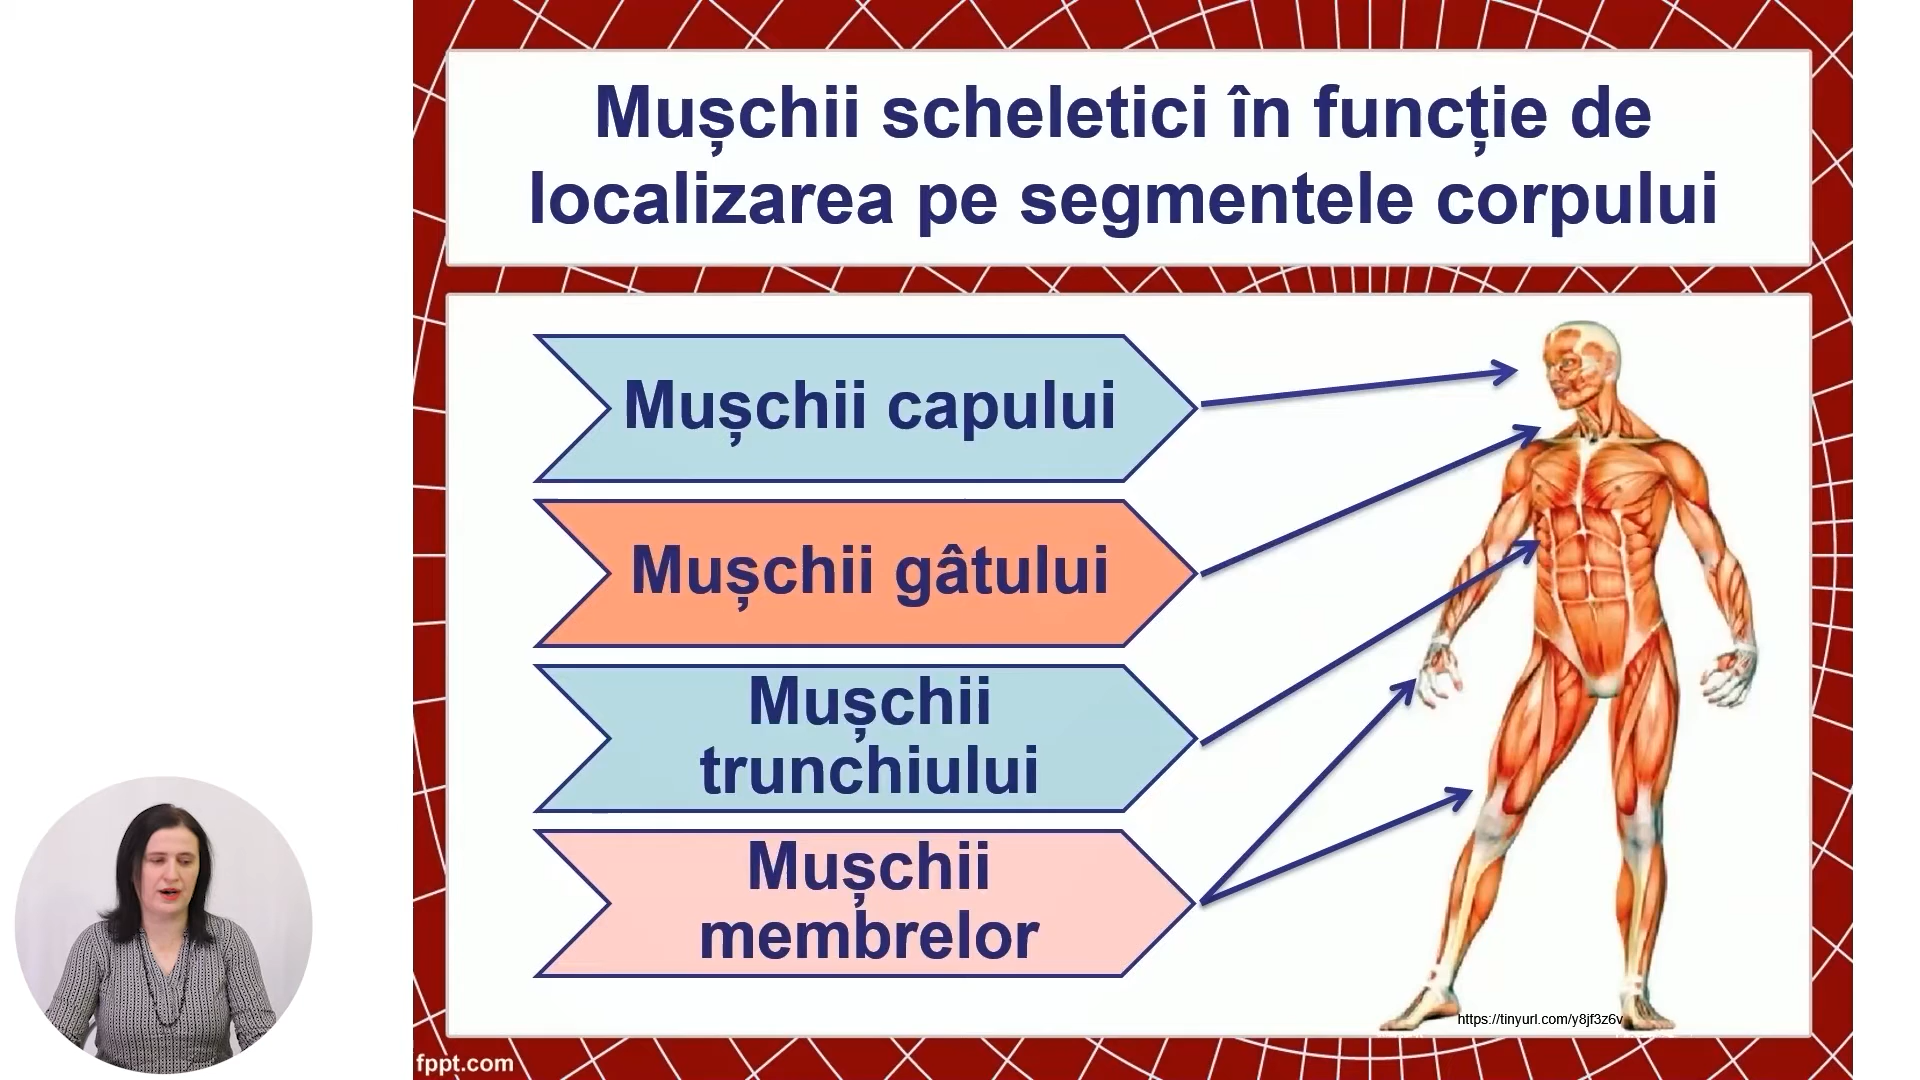 Mușchii scheletici în funcție de
localizarea pe segmentele corpului
Mușchii capului
Mușchii gâtului
Mușchii
trunchiului
Mușchii
membrelor
https://tinyurl.com/y8jf3z6v
fppt.com